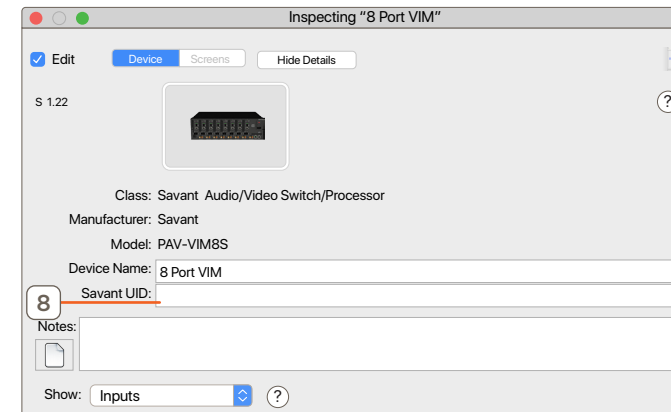 Inspecting “8 Port VIM”
Edit Device Screens Hide Details
S 1.22
?
Class: Savant Audio/Video Switch/Processor
Manufacturer: Savant
Model: PAV-VIM8S
Device Name: 8 Port VIM
Savant UID:
8
Notes:
Show: Inputs ?